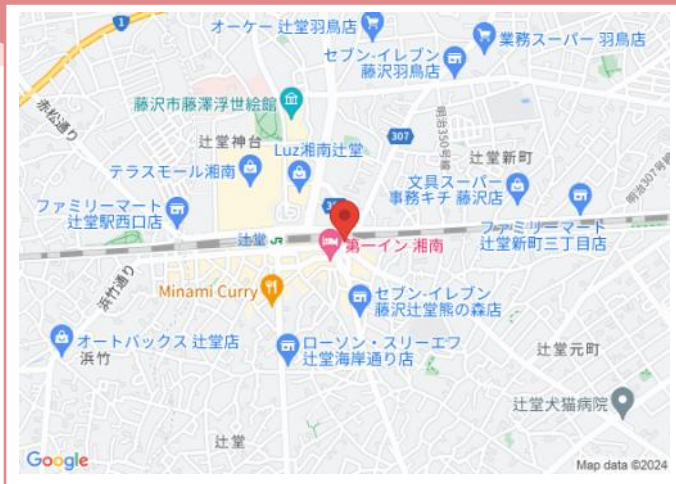 1
オーケー 辻堂羽鳥店
セブン-イレブン
藤沢羽鳥店
業務スーパー 羽鳥店
赤松通り
藤沢市藤澤浮世絵館
辻堂神台
307
明治350号線
辻堂新町
Luz湘南辻堂
テラスモール湘南
文具スーパー
事務キチ 藤沢店
明治307号線
ファミリーマート
辻堂駅西口店
ファミリーマート
辻堂新町三丁目店
辻堂
第一イン 湘南
浜竹通り
Minami Curry
セブン-イレブン
藤沢辻堂熊の森店
オートバックス 辻堂店
浜竹
ローソン・スリーエフ
辻堂海岸通り店
辻堂元町
辻堂犬猫病院
辻堂
Google
Map data ©2024